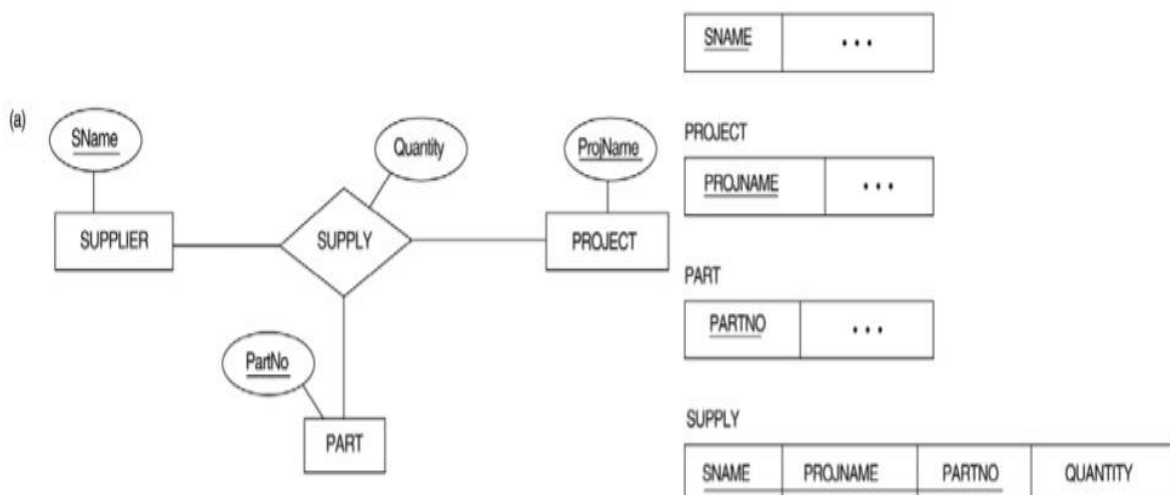 (a)
SName
Quantity
ProjName
SUPPLIER
SUPPLY
PROJECT
PartNo
PART
SNAME • • •
PROJECT
PROJNAME • • •
PART
PARTNO • • •
SUPPLY
SNAME PROJNAME PARTNO QUANTITY